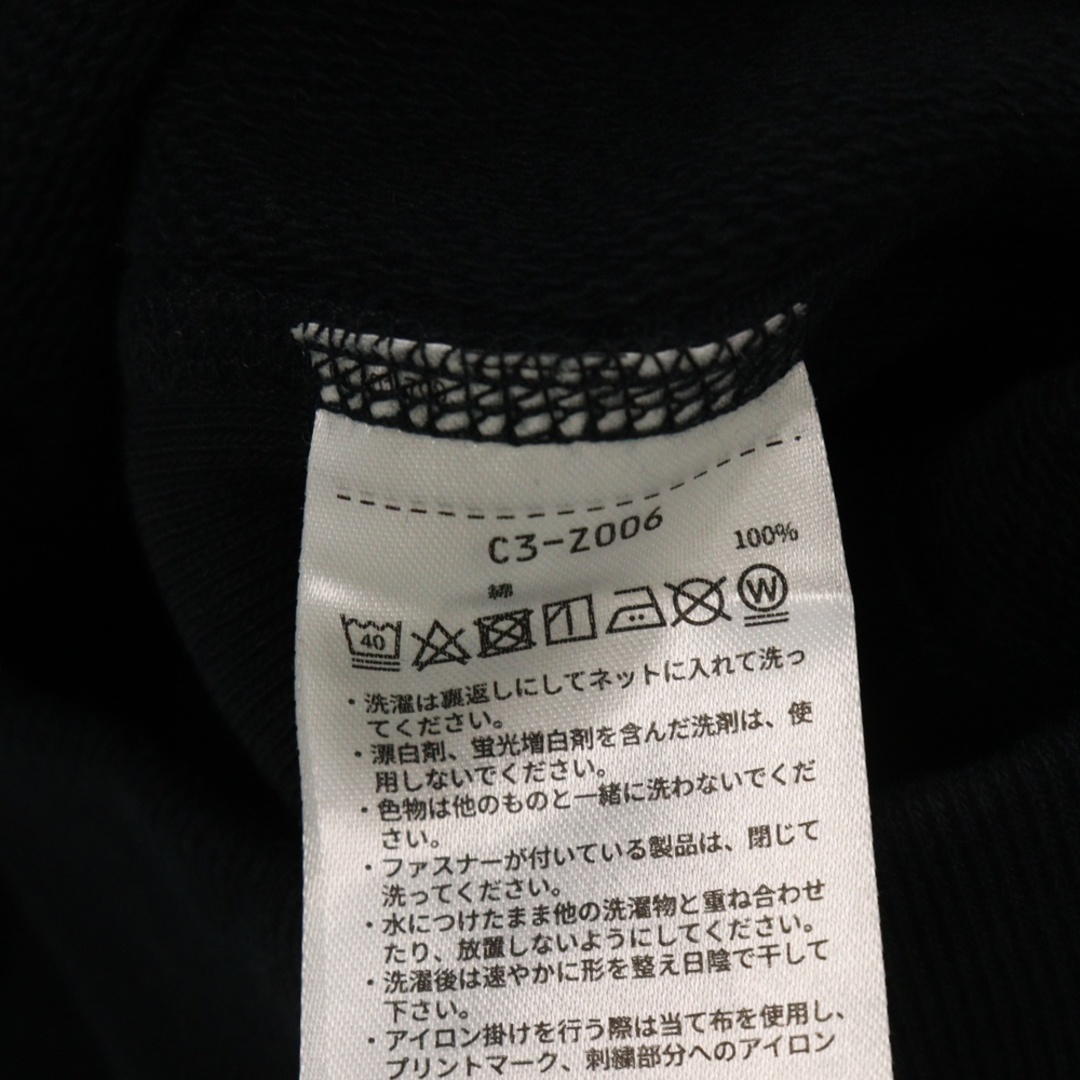 C3-Z006
綿 100%
40 W
・洗濯は裏返しにしてネットに入れて洗っ
てください。
・漂白剤、蛍光増白剤を含んだ洗剤は、使
用しないでください。
・色物は他のものと一緒に洗わないでくだ
さい。
・ファスナーが付いている製品は、閉じて
洗ってください。
・水につけたまま他の洗濯物と重ね合わせ
たり、放置しないようにしてください。
・洗濯後は速やかに形を整え日陰で干して
下さい。
・アイロン掛けを行う際は当て布を使用し、
プリントマーク、刺繍部分へのアイロン